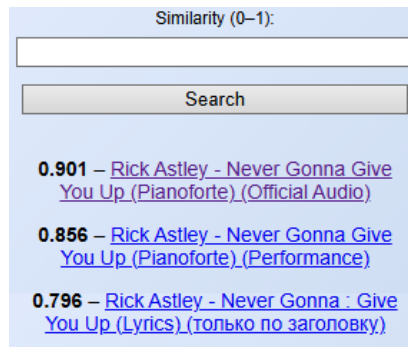 Similarity (0–1):
Search
0.901 – Rick Astley - Never Gonna Give
You Up (Pianoforte) (Official Audio)
0.856 – Rick Astley - Never Gonna Give
You Up (Pianoforte) (Performance)
0.796 – Rick Astley - Never Gonna : Give
You Up (Lyrics) (только по заголовку)